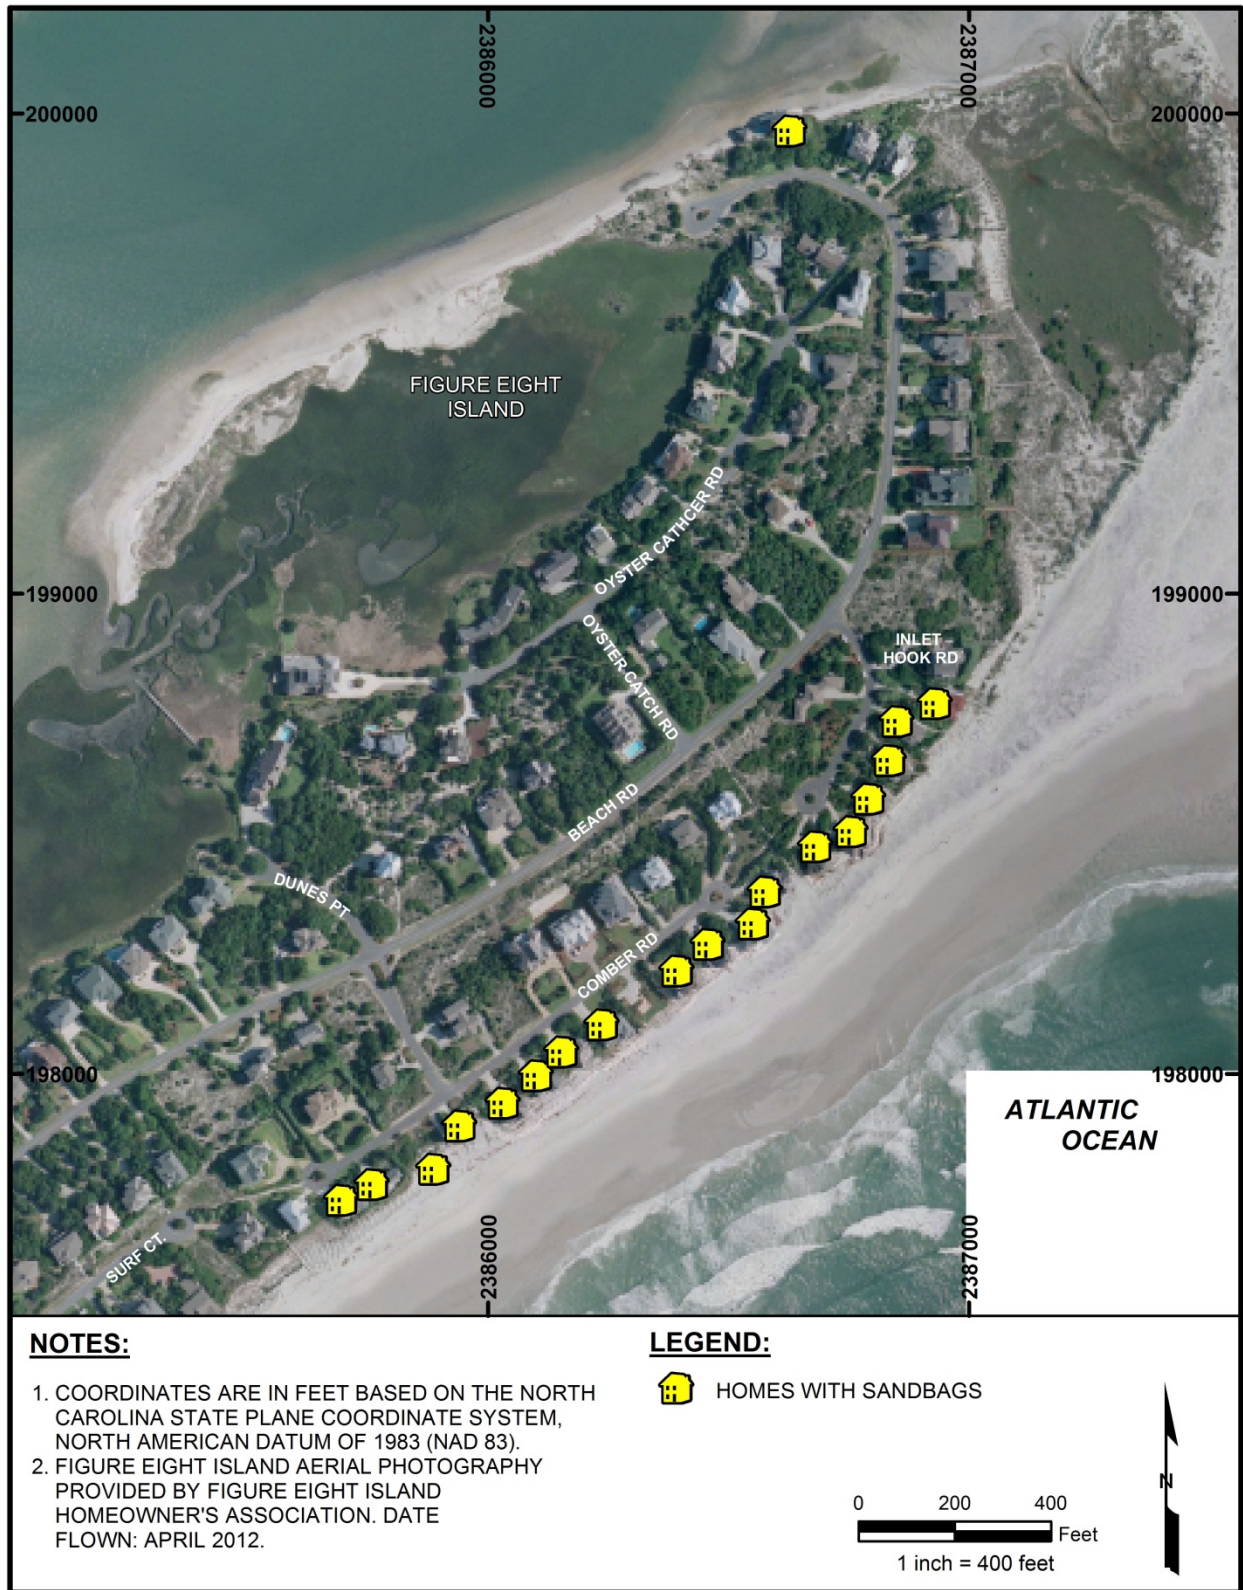 2386000
2387000
200000
200000
FIGURE EIGHT
ISLAND
OYSTER CATHCER RD
199000
199000
OYSTER CATCH RD
INLET
HOOK RD
BEACH RD
DUNES PT
COMBER RD
198000
198000
ATLANTIC
OCEAN
SURF CT.
2386000
2387000
NOTES:
1. COORDINATES ARE IN FEET BASED ON THE NORTH
CAROLINA STATE PLANE COORDINATE SYSTEM,
NORTH AMERICAN DATUM OF 1983 (NAD 83).
2. FIGURE EIGHT ISLAND AERIAL PHOTOGRAPHY
PROVIDED BY FIGURE EIGHT ISLAND
HOMEOWNER'S ASSOCIATION. DATE
FLOWN: APRIL 2012.
LEGEND:
HOMES WITH SANDBAGS
0 200 400
Feet
1 inch = 400 feet
N